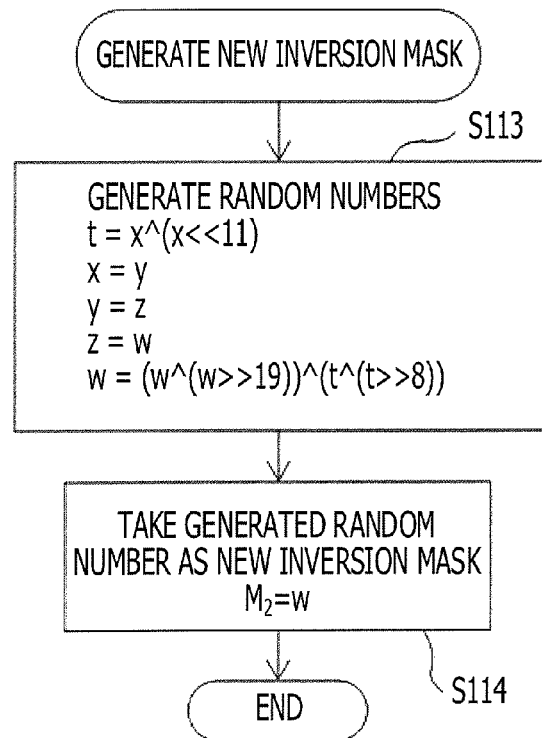 GENERATE NEW INVERSION MASK
S113
GENERATE RANDOM NUMBERS
t = x^(x<<11)
x = y
y = z
z = w
w = (w^(w>>19))^(t^(t>>8))
TAKE GENERATED RANDOM
NUMBER AS NEW INVERSION MASK
M₂=w
S114
END